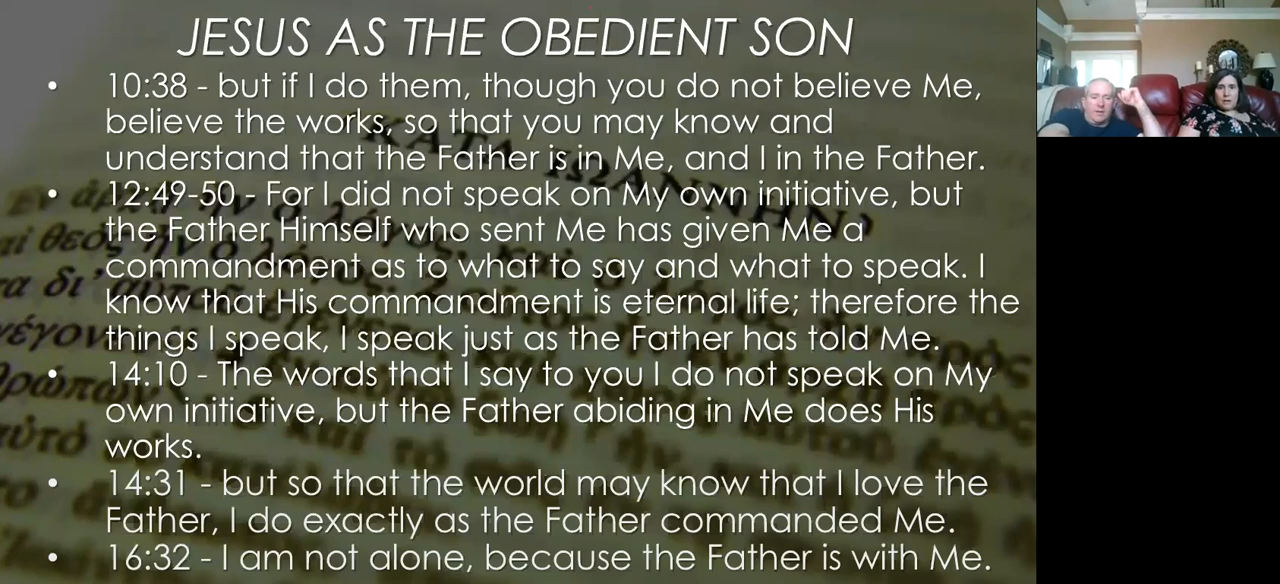 JESUS AS THE OBEDIENT SON
• 10:38 - but if I do them, though you do not believe Me,
believe the works, so that you may know and
understand that the Father is in Me, and I in the Father.
• 12:49-50 - For I did not speak on My own initiative, but
the Father Himself who sent Me has given Me a
commandment as to what to say and what to speak. I
know that His commandment is eternal life; therefore the
things I speak, I speak just as the Father has told Me.
• 14:10 - The words that I say to you I do not speak on My
own initiative, but the Father abiding in Me does His
works.
• 14:31 - but so that the world may know that I love the
Father, I do exactly as the Father commanded Me.
• 16:32 - I am not alone, because the Father is with Me.